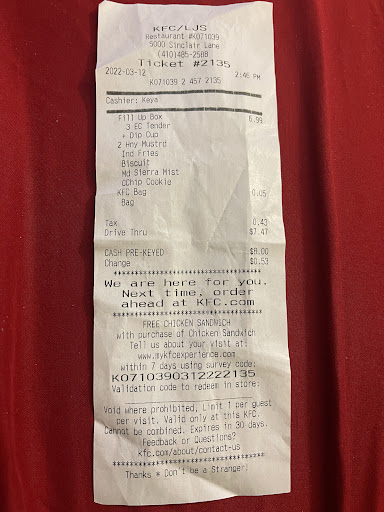 KFC/LJS
Restaurant #K071039
5000 Sinclair Lane
(410)485-2588
Ticket #2135
2022-03-12 2:46 PM
K071039 2 457 2135
Cashier: Keya
Fill Up Box 6.99
3 EC Tender
+ Dip Cup
2 Hny Mustrd
Ind Fries
Biscuit
Md Sierra Mist
CChip Cookie
KFC Bag 0.05
Bag
Tax 0.43
Drive Thru $7.47
CASH PRE-KEYED $8.00
Change $0.53
************************************
We are here for you.
Next time, order
ahead at KFC.com
************************************
FREE CHICKEN SANDWICH
with purchase of Chicken Sandwich
Tell us about your visit at:
www.mykfcexperience.com
within 7 days using survey code:
K0710390312222135
Validation code to redeem in store:
Void where prohibited, Limit 1 per guest
per visit. Valid only at this KFC.
Cannot be combined. Expires in 30 days.
Feedback or Questions?
kfc.com/about/contact-us
************************************
Thanks * Don't be a Stranger!